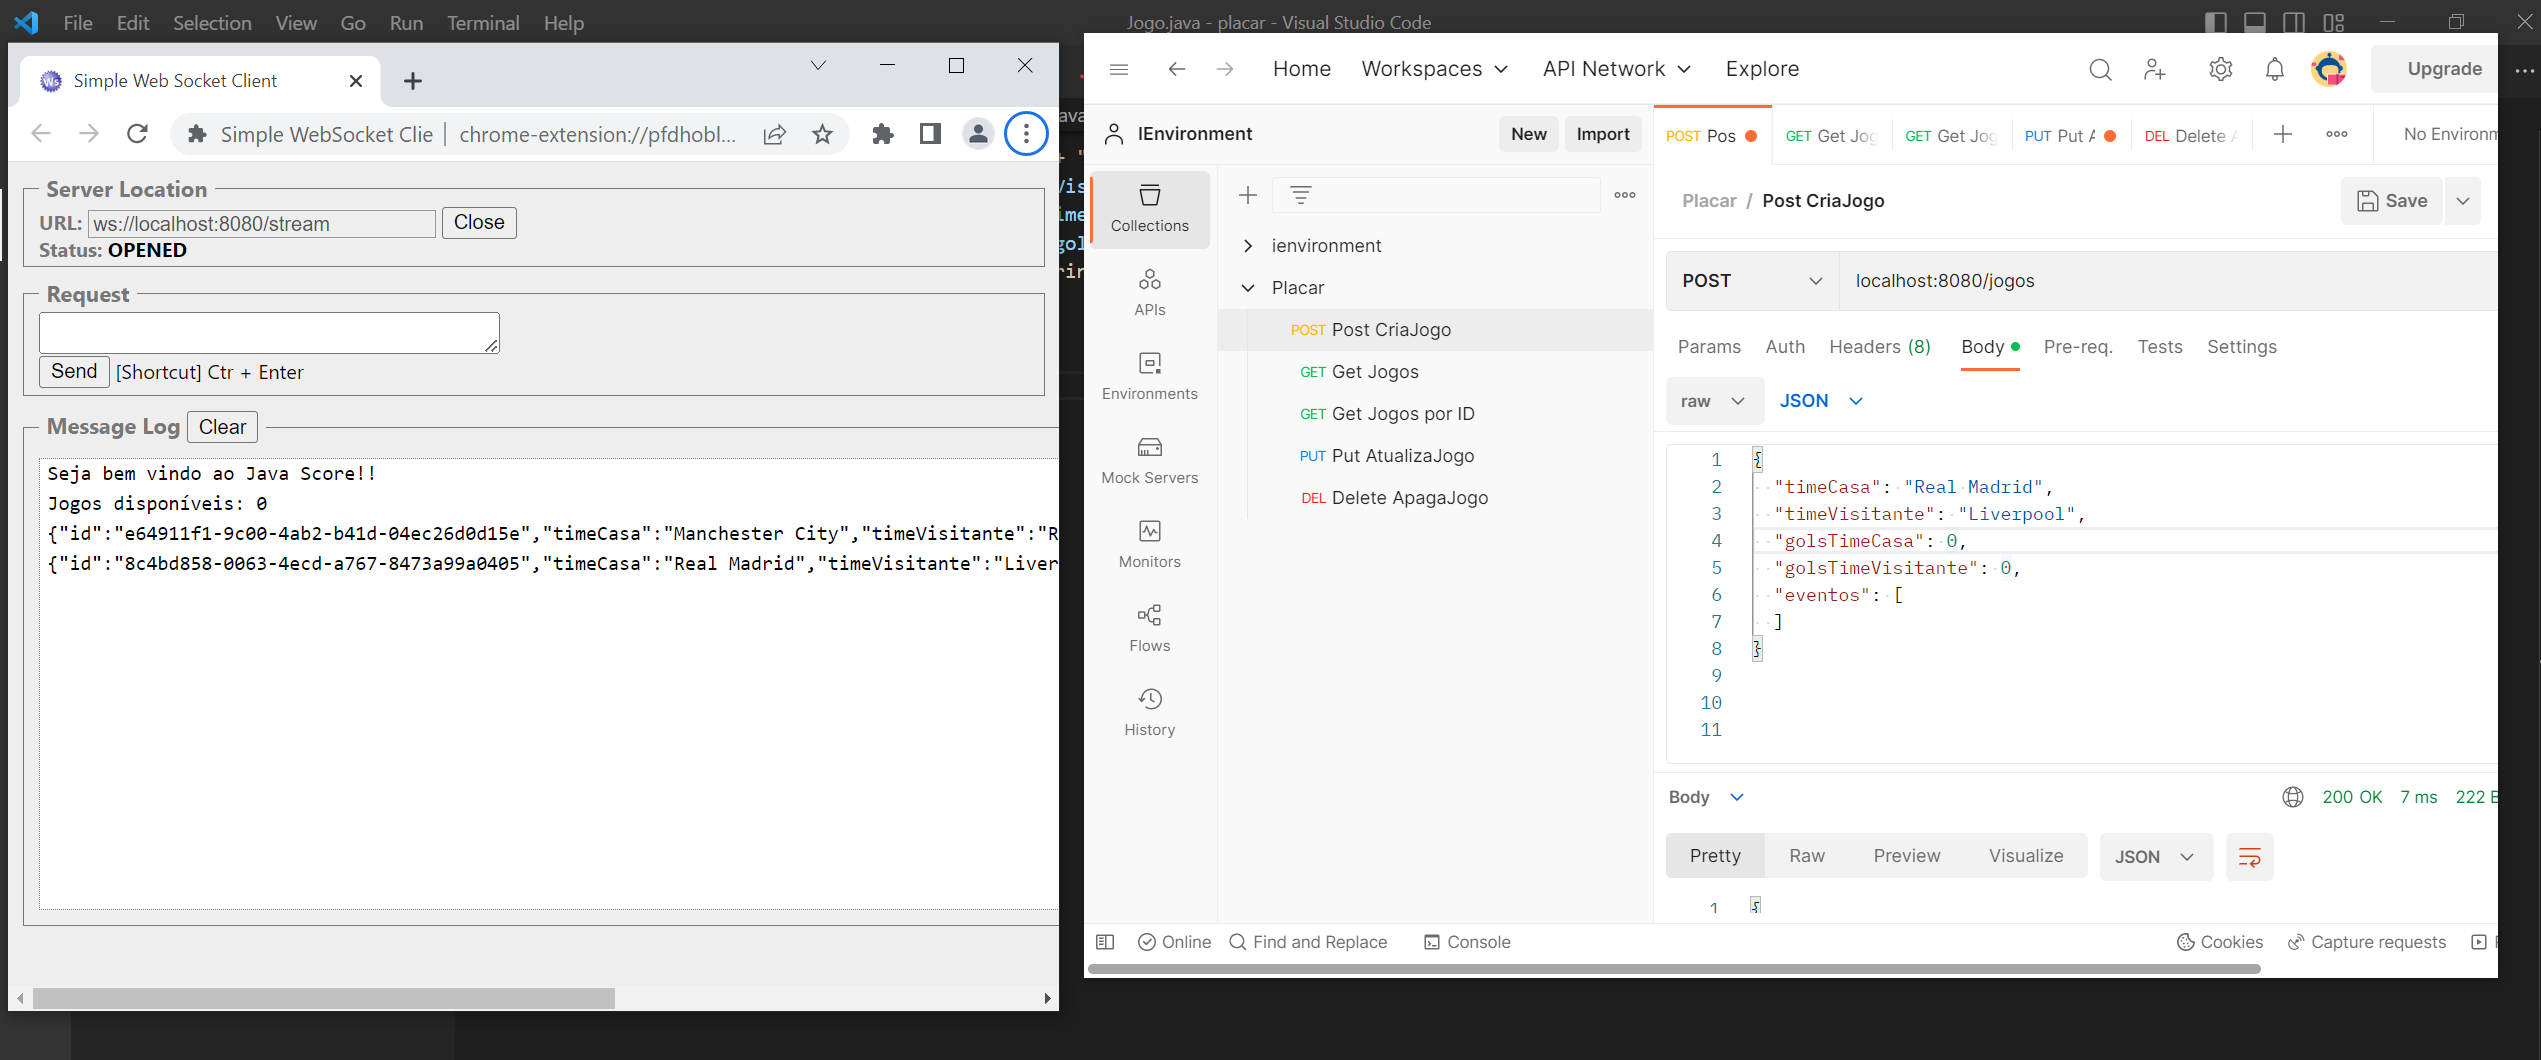 File Edit Selection View Go Run Terminal Help
Jogo.java - placar - Visual Studio Code
Simple Web Socket Client
Simple WebSocket Clie | chrome-extension://pfdhobl...
Server Location
URL: ws://localhost:8080/stream Close
Status: OPENED
Request
Send [Shortcut] Ctr + Enter
Message Log Clear
Seja bem vindo ao Java Score!!
Jogos disponíveis: 0
{"id":"e64911f1-9c00-4ab2-b41d-04ec26d0d15e","timeCasa":"Manchester City","timeVisitante":"R
{"id":"8c4bd858-0063-4ecd-a767-8473a99a0405","timeCasa":"Real Madrid","timeVisitante":"Liver
Home Workspaces API Network Explore
Upgrade
IEnvironment New Import
Collections
APIs
Environments
Mock Servers
Monitors
Flows
History
ienvironment
Placar
POST Post CriaJogo
GET Get Jogos
GET Get Jogos por ID
PUT Put AtualizaJogo
DEL Delete ApagaJogo
POST Pos GET Get Jog GET Get Jog PUT Put A DEL Delete A No Environm
Placar / Post CriaJogo Save
POST localhost:8080/jogos
Params Auth Headers (8) Body Pre-req. Tests Settings
raw JSON
1 {
2 "timeCasa": "Real Madrid",
3 "timeVisitante": "Liverpool",
4 "golsTimeCasa": 0,
5 "golsTimeVisitante": 0,
6 "eventos": [
7 ]
8 }
9
10
11
Body 200 OK 7 ms 222 B
Pretty Raw Preview Visualize JSON
1 {
Online Find and Replace Console Cookies Capture requests